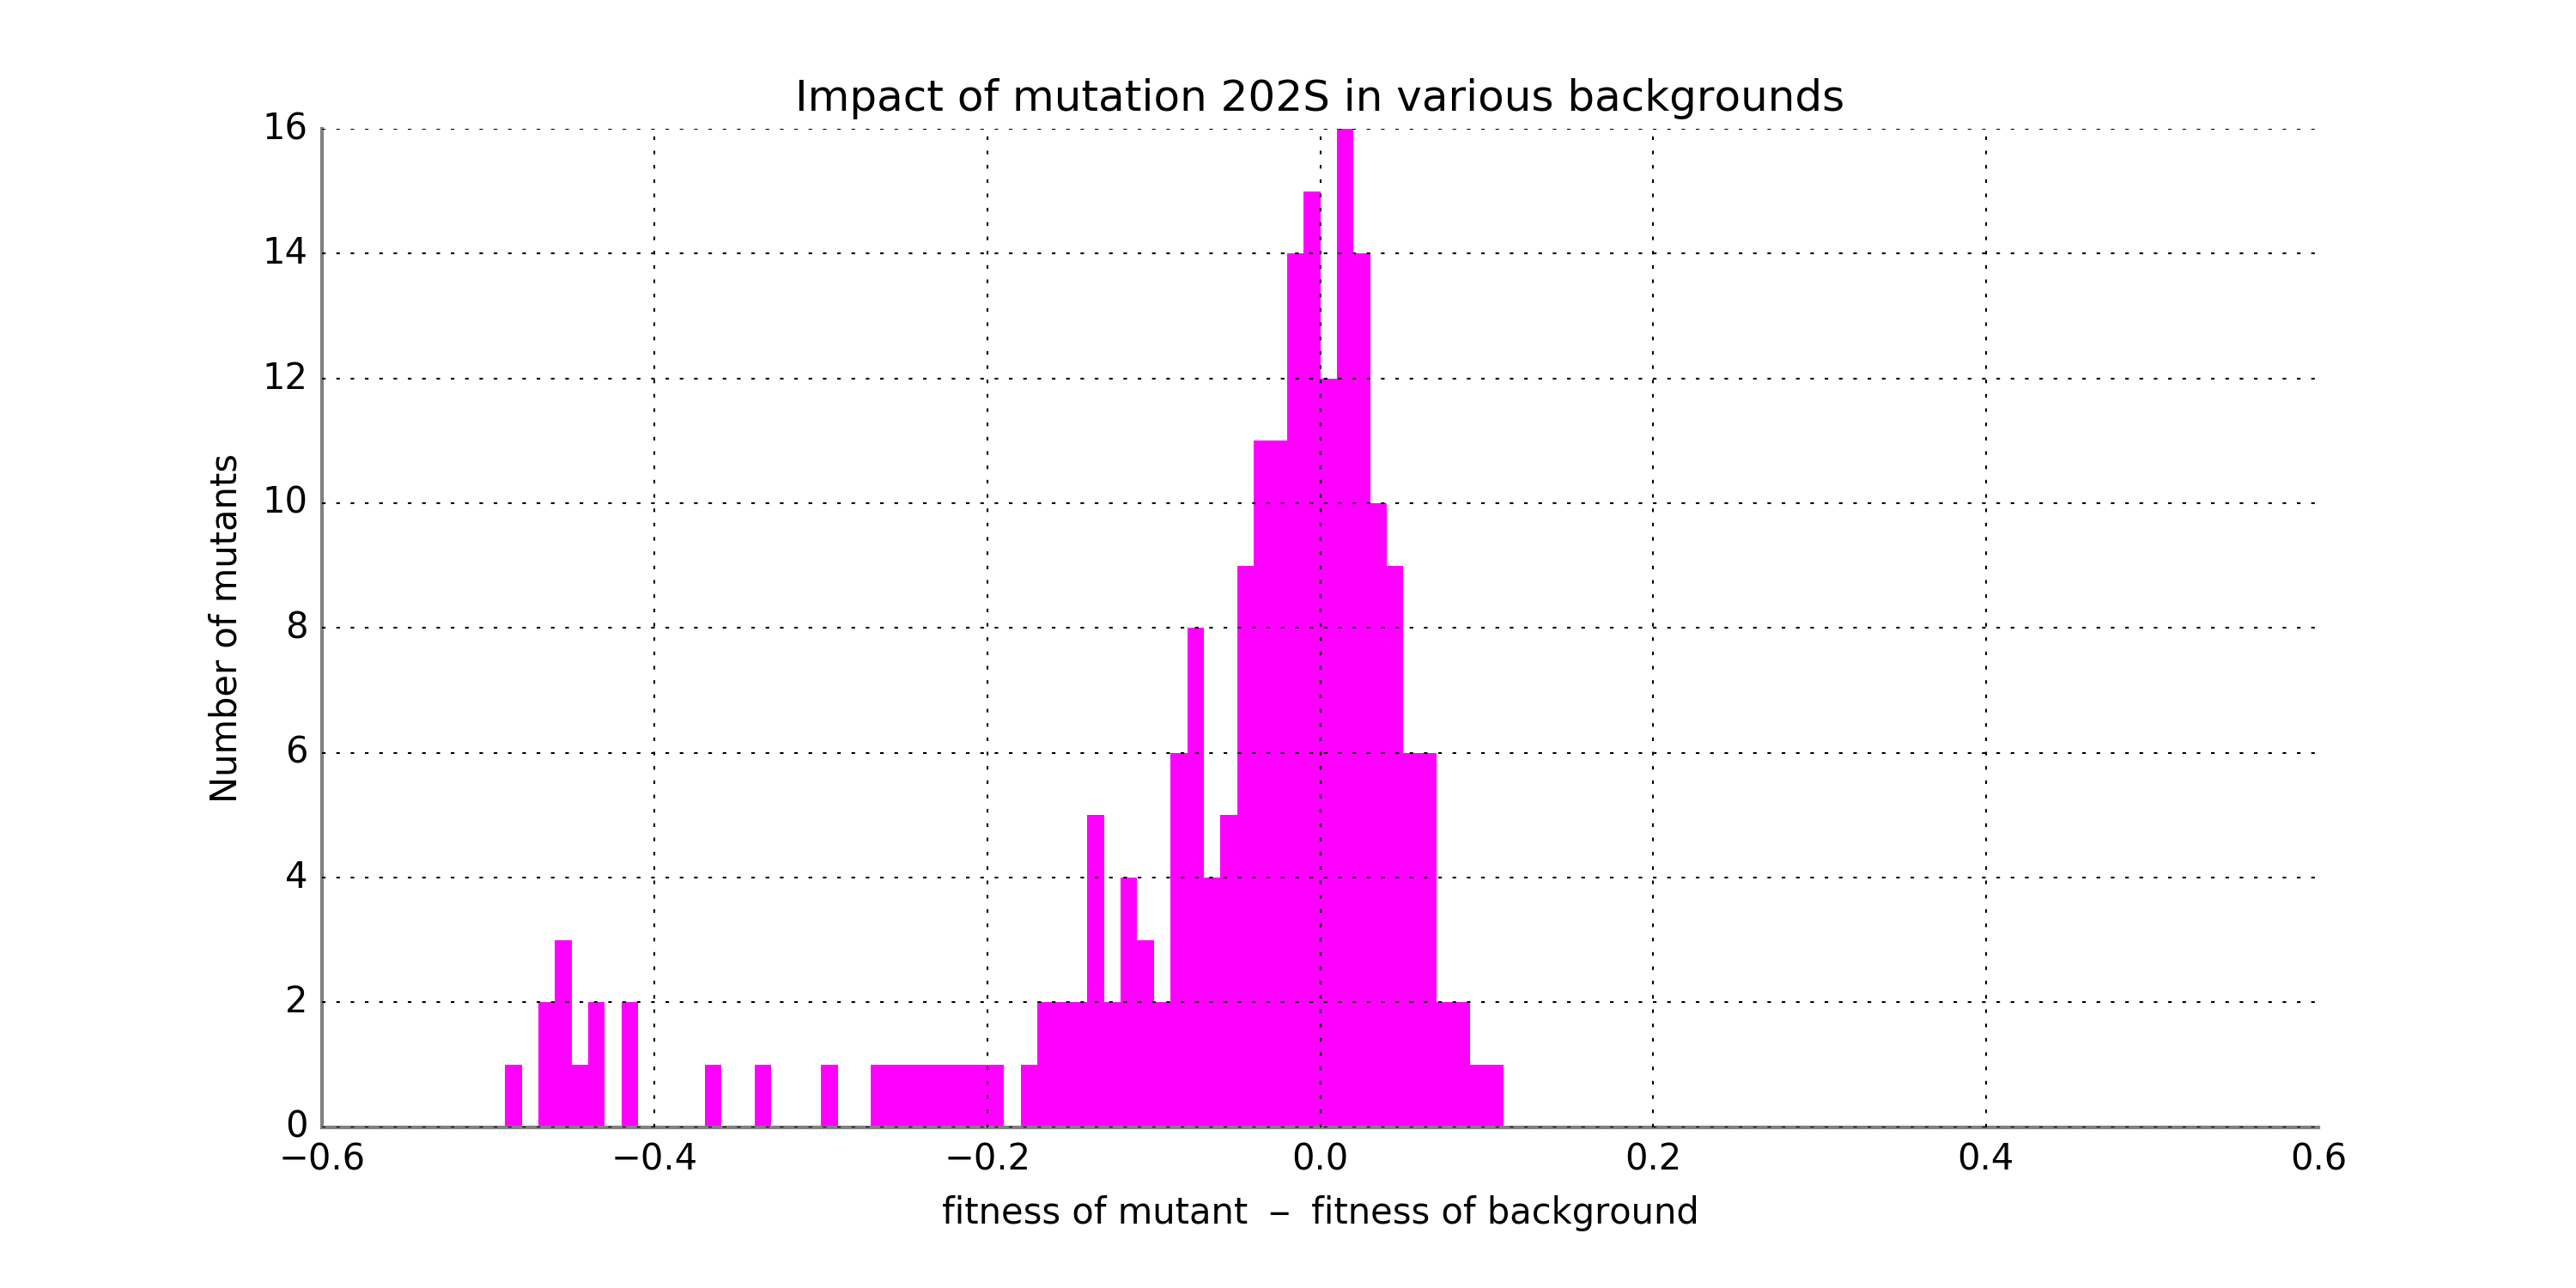 Impact of mutation 202S in various backgrounds
16
14
12
10
8
6
4
2
0
Number of mutants
−0.6 −0.4 −0.2 0.0 0.2 0.4 0.6
fitness of mutant − fitness of background